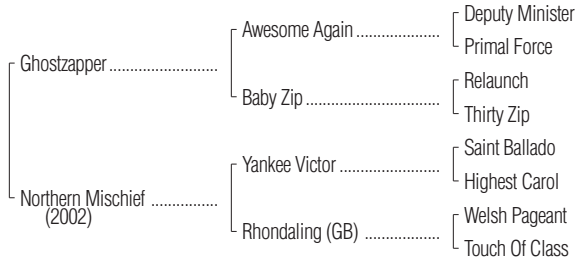 Deputy Minister
Awesome Again ..................
Primal Force
Ghostzapper .......................
Relaunch
Baby Zip .............................
Thirty Zip
Saint Ballado
Yankee Victor .....................
Highest Carol
Northern Mischief ..............
(2002)
Welsh Pageant
Rhondaling (GB) ................
Touch Of Class